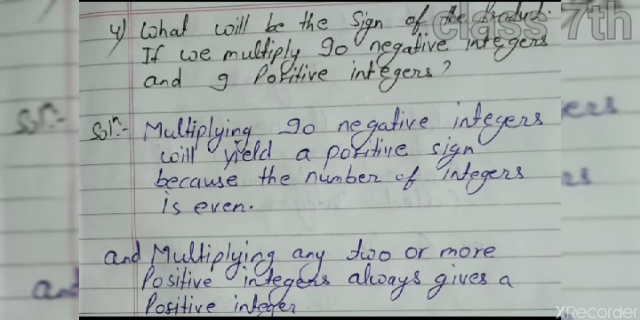 4) What will be the Sign of the Product
If we multiply 90 negative integers
and 9 Positive integers?
Soln:- Multiplying 90 negative integers
will yield a positive sign
because the number of integers
is even.
and Multiplying any two or more
Positive integers always gives a
Positive integer
class 7th
XRecorder